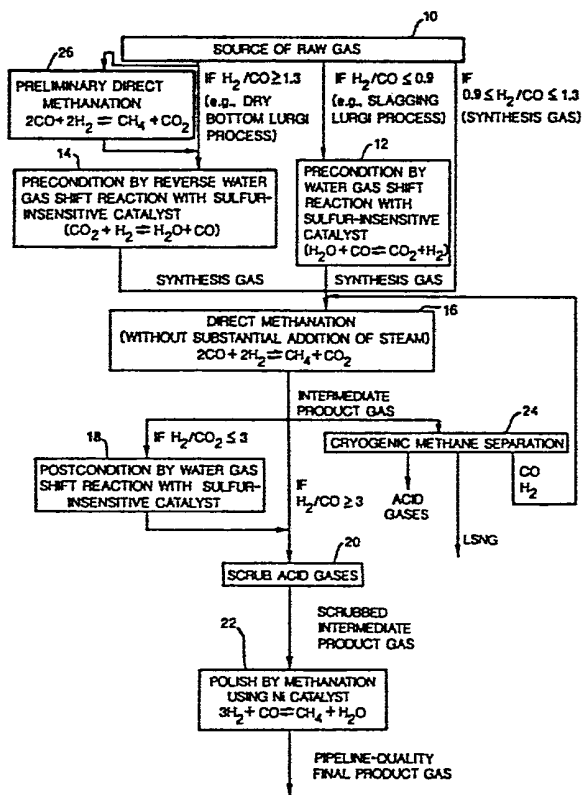 10
SOURCE OF RAW GAS
26
PRELIMINARY DIRECT
METHANATION
2CO+2H₂⇌CH₄+CO₂
IF H₂/CO≥1.3
(e.g., DRY
BOTTOM LURGI
PROCESS)
IF H₂/CO≤0.9
(e.g., SLAGGING
LURGI PROCESS)
IF
0.9≤H₂/CO≤1.3
(SYNTHESIS GAS)
14
PRECONDITION BY REVERSE WATER
GAS SHIFT REACTION WITH SULFUR-
INSENSITIVE CATALYST
(CO₂+H₂⇌H₂O+CO)
12
PRECONDITION BY
WATER GAS SHIFT
REACTION WITH
SULFUR-INSENSITIVE
CATALYST
(H₂O+CO⇌CO₂+H₂)
SYNTHESIS GAS
SYNTHESIS GAS
16
DIRECT METHANATION
(WITHOUT SUBSTANTIAL ADDITION OF STEAM)
2CO+2H₂⇌CH₄+CO₂
INTERMEDIATE
PRODUCT GAS
18
IF H₂/CO₂≤3
POSTCONDITION BY WATER GAS
SHIFT REACTION WITH SULFUR-
INSENSITIVE CATALYST
IF
H₂/CO≥3
24
CRYOGENIC METHANE SEPARATION
CO
H₂
ACID
GASES
LSNG
20
SCRUB ACID GASES
SCRUBBED
INTERMEDIATE
PRODUCT GAS
22
POLISH BY METHANATION
USING Ni CATALYST
3H₂+CO⇌CH₄+H₂O
PIPELINE-QUALITY
FINAL PRODUCT GAS